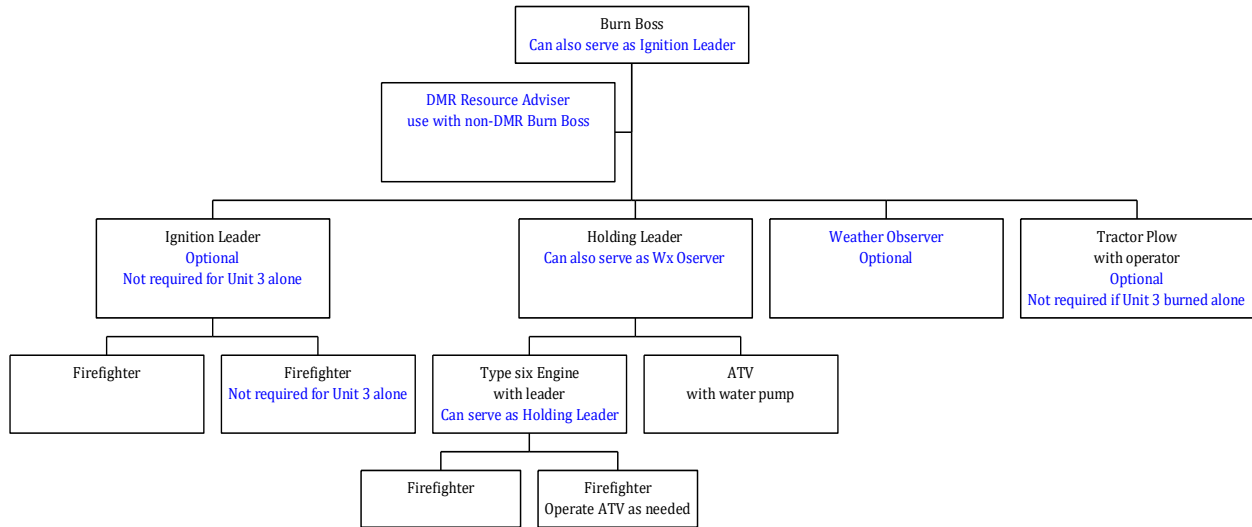 Burn Boss
Can also serve as Ignition Leader
DMR Resource Adviser
use with non-DMR Burn Boss
Ignition Leader
Optional
Not required for Unit 3 alone
Holding Leader
Can also serve as Wx Oserver
Weather Observer
Optional
Tractor Plow
with operator
Optional
Not required if Unit 3 burned alone
Firefighter
Firefighter
Not required for Unit 3 alone
Type six Engine
with leader
Can serve as Holding Leader
ATV
with water pump
Firefighter
Firefighter
Operate ATV as needed